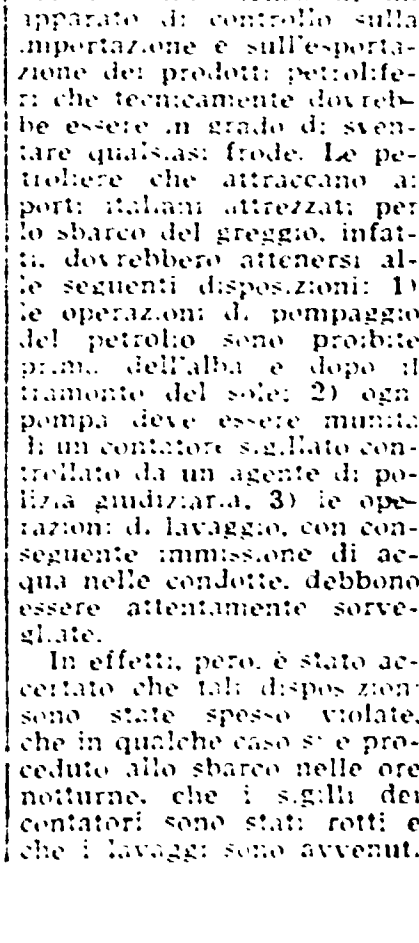 apparato di controllo sulla
importazione e sull'esporta-
zione dei prodotti petrolife-
ri che tecnicamente dovreb-
be essere in grado di sven-
tare qualsiasi frode. Le pe-
troliere che attraccano ai
porti italiani attrezzati per
lo sbarco del greggio, infat-
ti, dovrebbero attenersi al-
le seguenti disposizioni: 1)
le operazioni di pompaggio
del petrolio sono proibite
prima dell'alba e dopo il
tramonto del sole; 2) ogni
pompa deve essere munita
di un contatore sigillato con-
trollato da un agente di po-
lizia giudiziaria, 3) le ope-
razioni di lavaggio, con con-
seguente immissione di ac-
qua nelle condotte, debbono
essere attentamente sorve-
gliate.
In effetti, però, è stato ac-
certato che tali disposizioni
sono state spesso violate,
che in qualche caso si è pro-
ceduto allo sbarco nelle ore
notturne, che i sigilli dei
contatori sono stati rotti e
che i lavaggi sono avvenuti